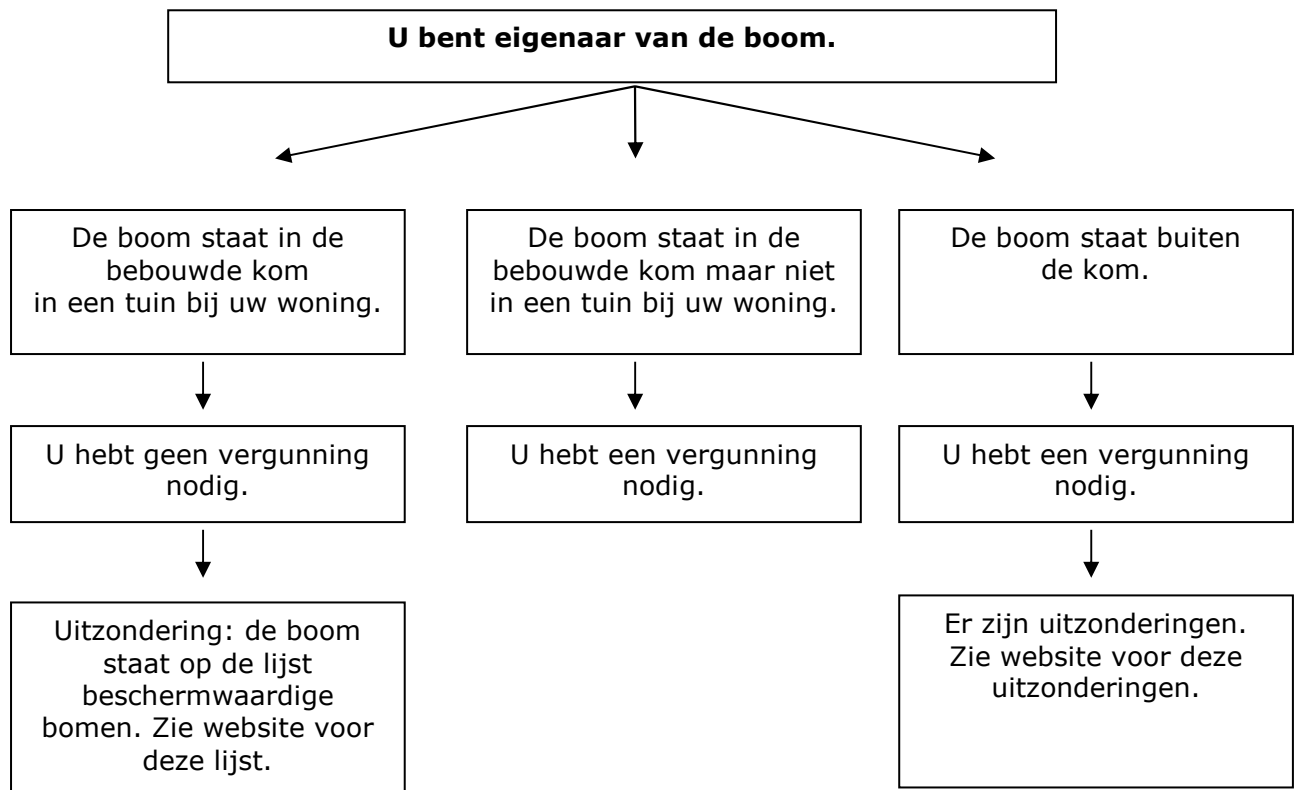 U bent eigenaar van de boom.
De boom staat in de
bebouwde kom
in een tuin bij uw woning.
De boom staat in de
bebouwde kom maar niet
in een tuin bij uw woning.
De boom staat buiten
de kom.
U hebt geen vergunning
nodig.
U hebt een vergunning
nodig.
U hebt een vergunning
nodig.
Uitzondering: de boom
staat op de lijst
beschermwaardige
bomen. Zie website voor
deze lijst.
Er zijn uitzonderingen.
Zie website voor deze
uitzonderingen.